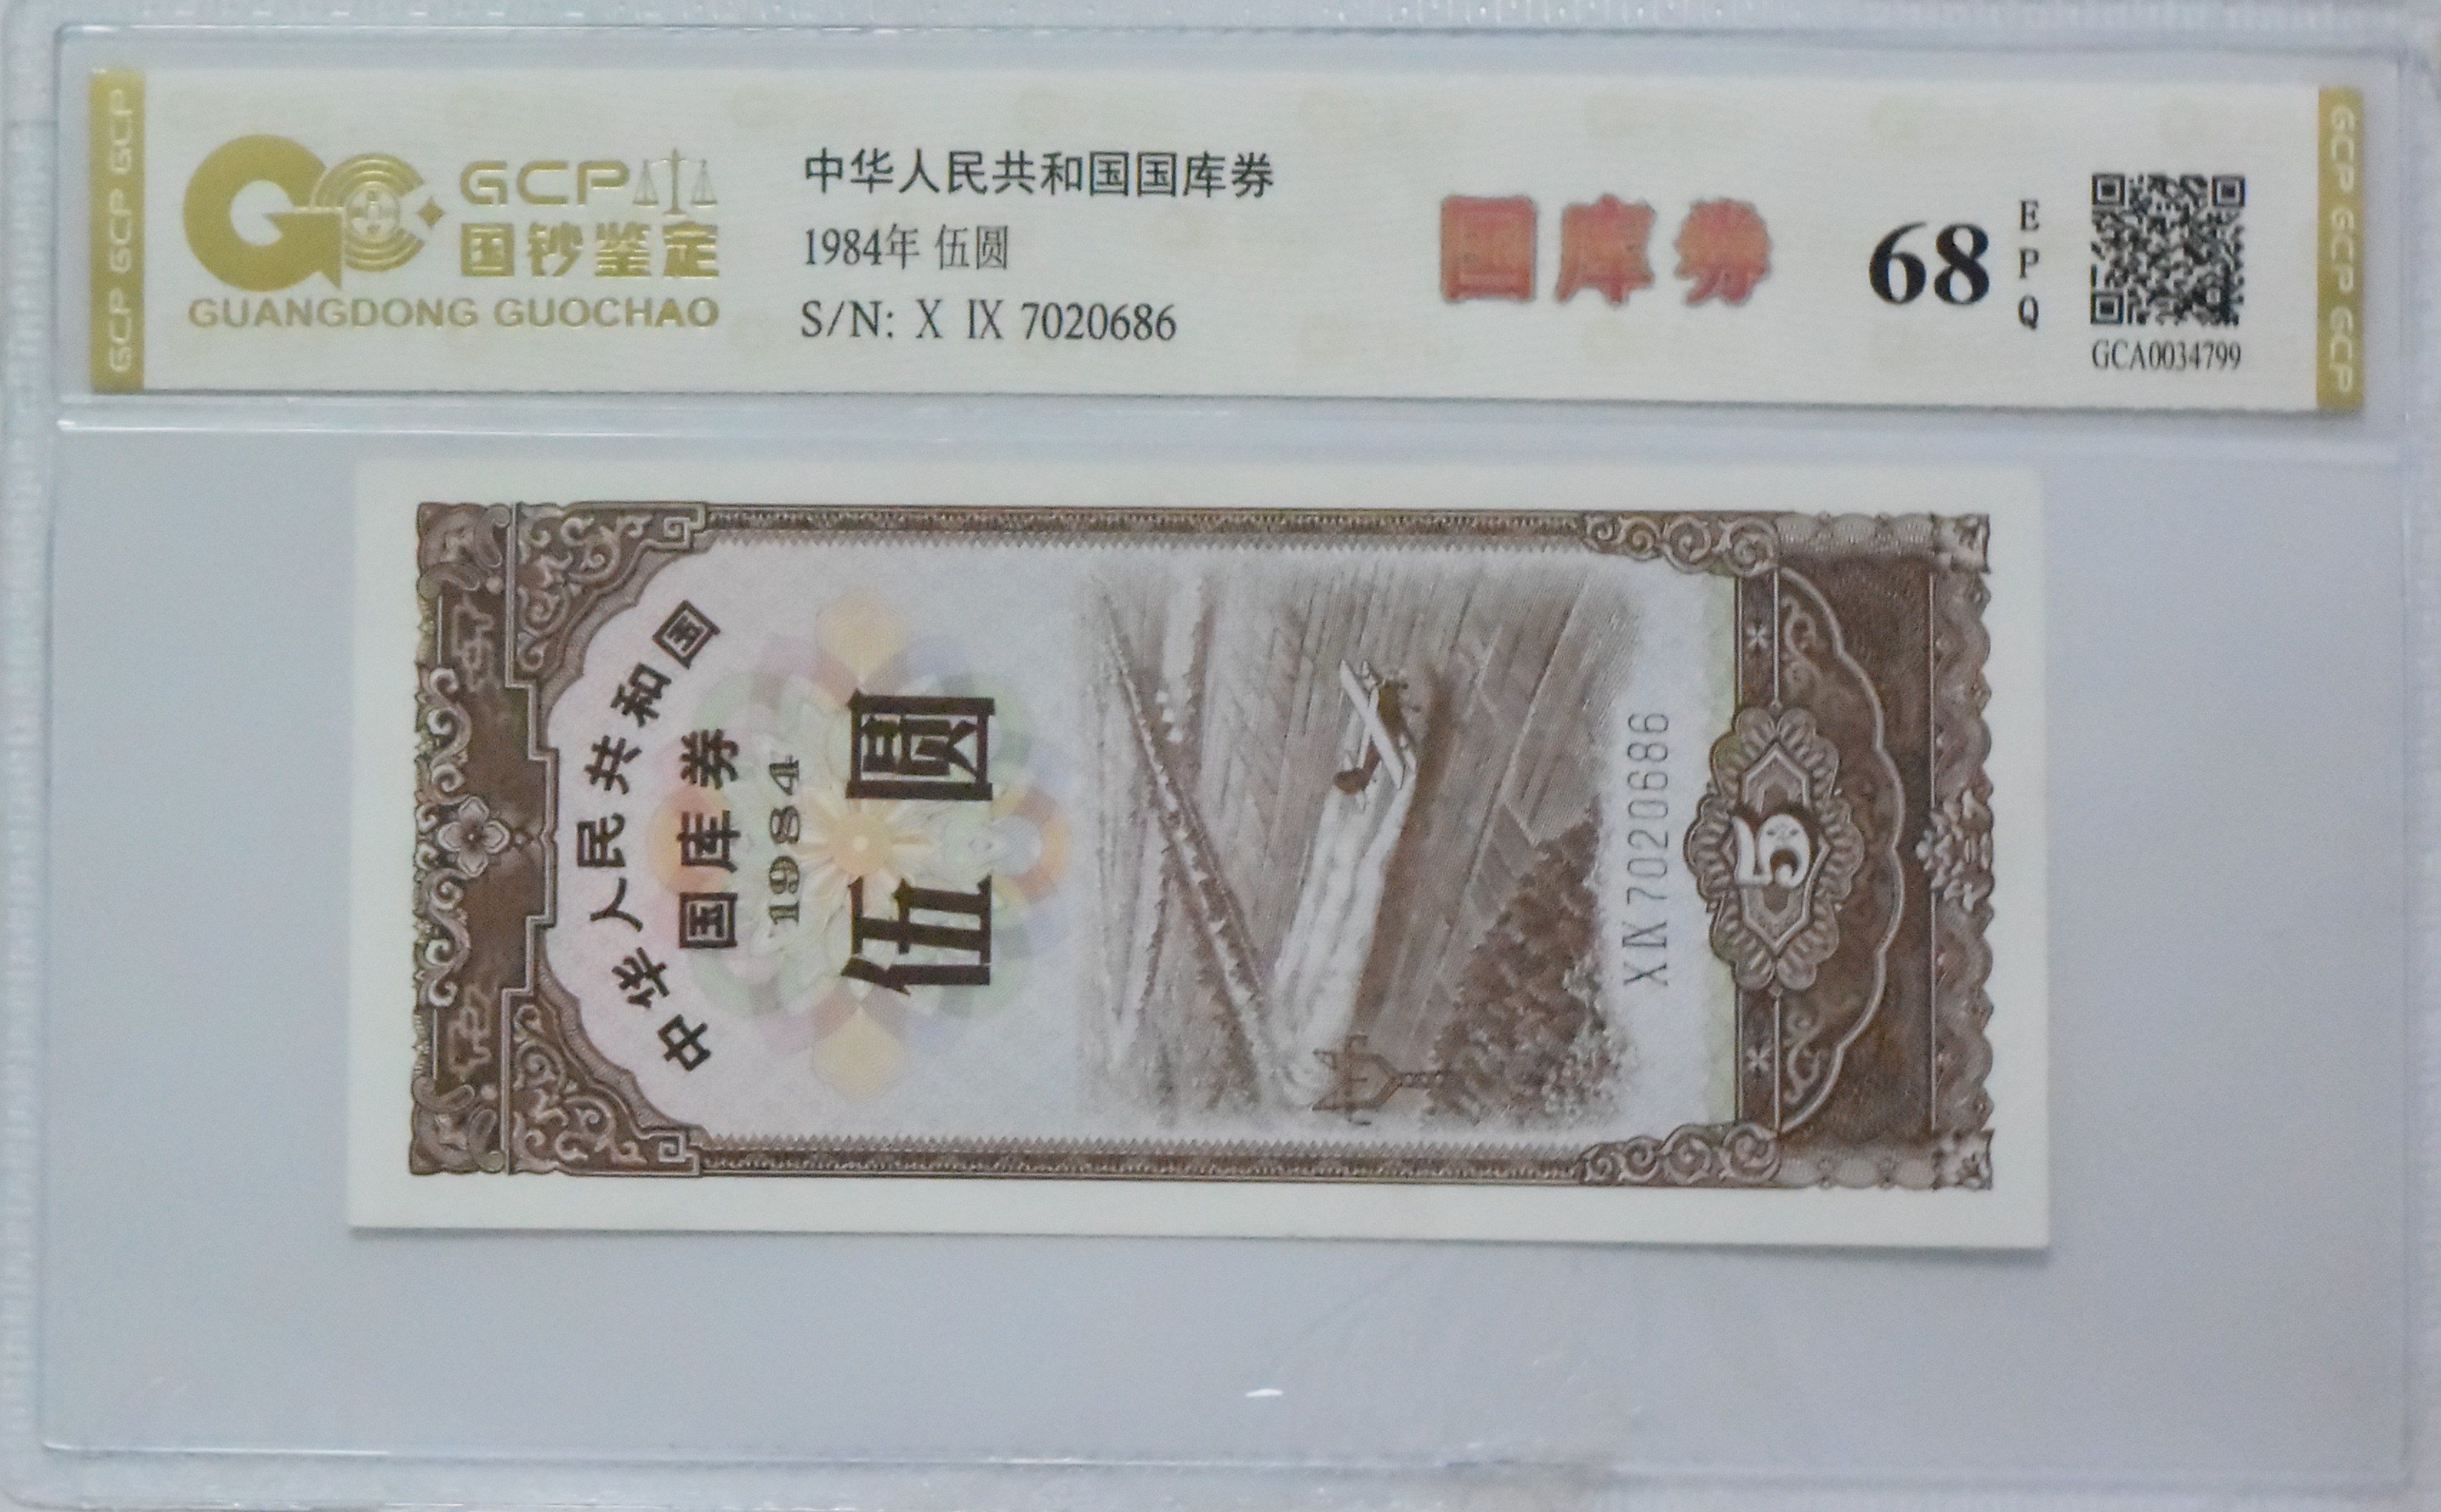 GCP GCP GCP
GCP
国钞鉴定
GUANGDONG GUOCHAO
中华人民共和国国库券
1984年 伍圆
S/N: X IX 7020686
国库券
68
EPQ
GCA0034799
GCP GCP GCP
中华人民共和国
国库券
1984
伍圆
X IX 7020686
5